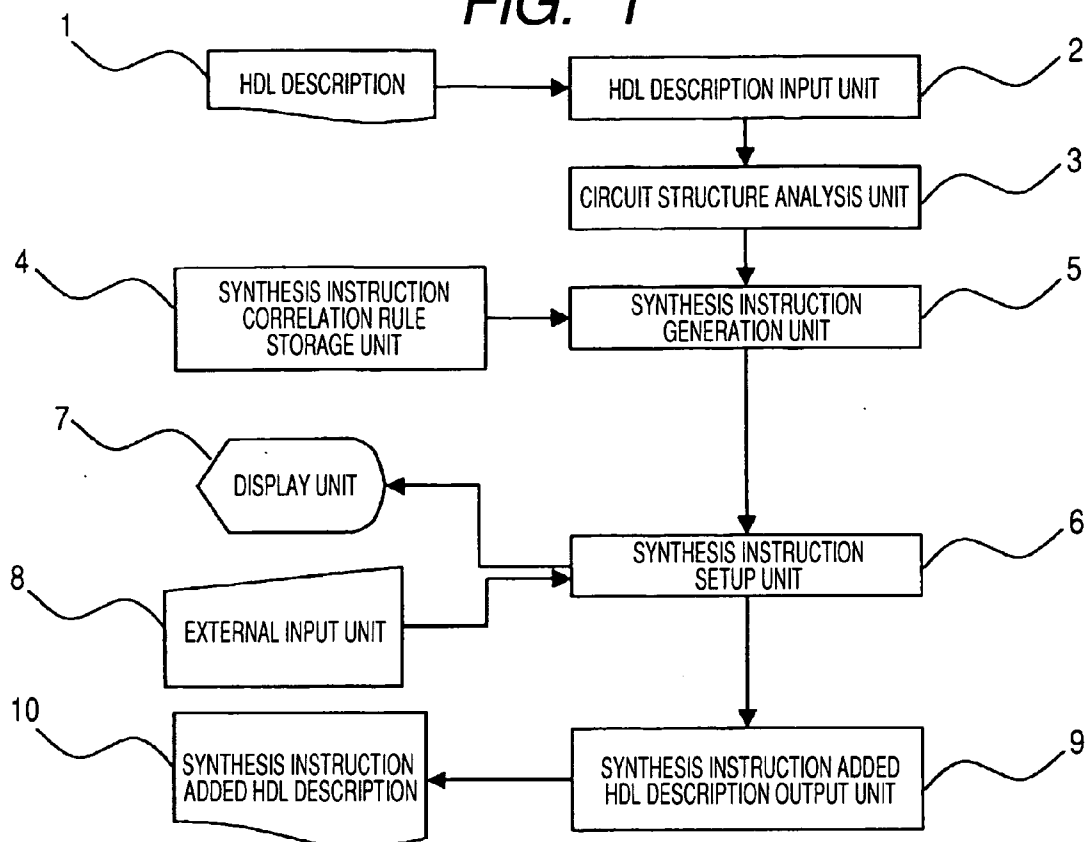 FIG. 1
1
HDL DESCRIPTION
HDL DESCRIPTION INPUT UNIT
2
CIRCUIT STRUCTURE ANALYSIS UNIT
3
4
SYNTHESIS INSTRUCTION
CORRELATION RULE
STORAGE UNIT
SYNTHESIS INSTRUCTION
GENERATION UNIT
5
7
DISPLAY UNIT
SYNTHESIS INSTRUCTION
SETUP UNIT
6
8
EXTERNAL INPUT UNIT
10
SYNTHESIS INSTRUCTION
ADDED HDL DESCRIPTION
SYNTHESIS INSTRUCTION ADDED
HDL DESCRIPTION OUTPUT UNIT
9